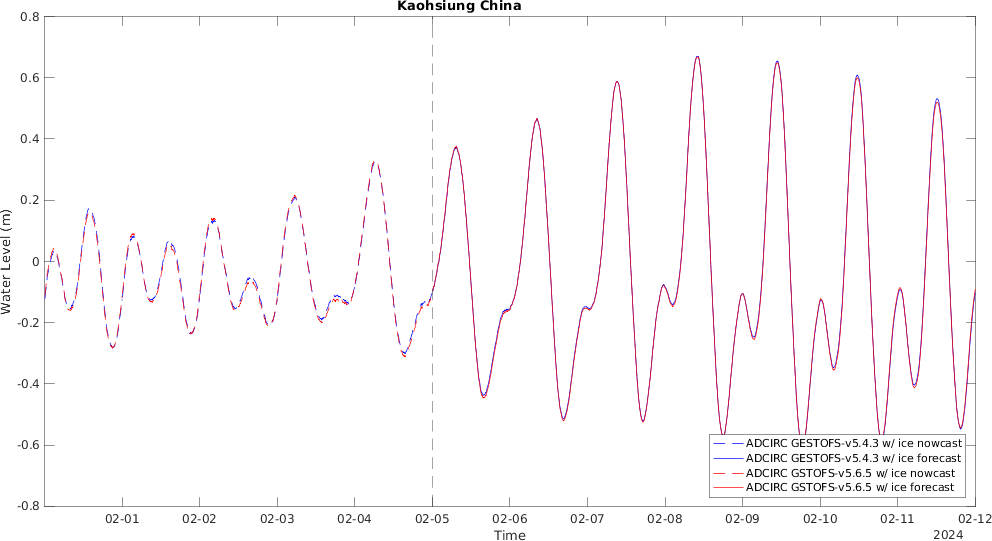 Kaohsiung China
0.8
0.6
0.4
0.2
0
-0.2
-0.4
-0.6
-0.8
Water Level (m)
ADCIRC GESTOFS-v5.4.3 w/ ice nowcast
ADCIRC GESTOFS-v5.4.3 w/ ice forecast
ADCIRC GSTOFS-v5.6.5 w/ ice nowcast
ADCIRC GSTOFS-v5.6.5 w/ ice forecast
02-01 02-02 02-03 02-04 02-05 02-06 02-07 02-08 02-09 02-10 02-11 02-12
Time
2024